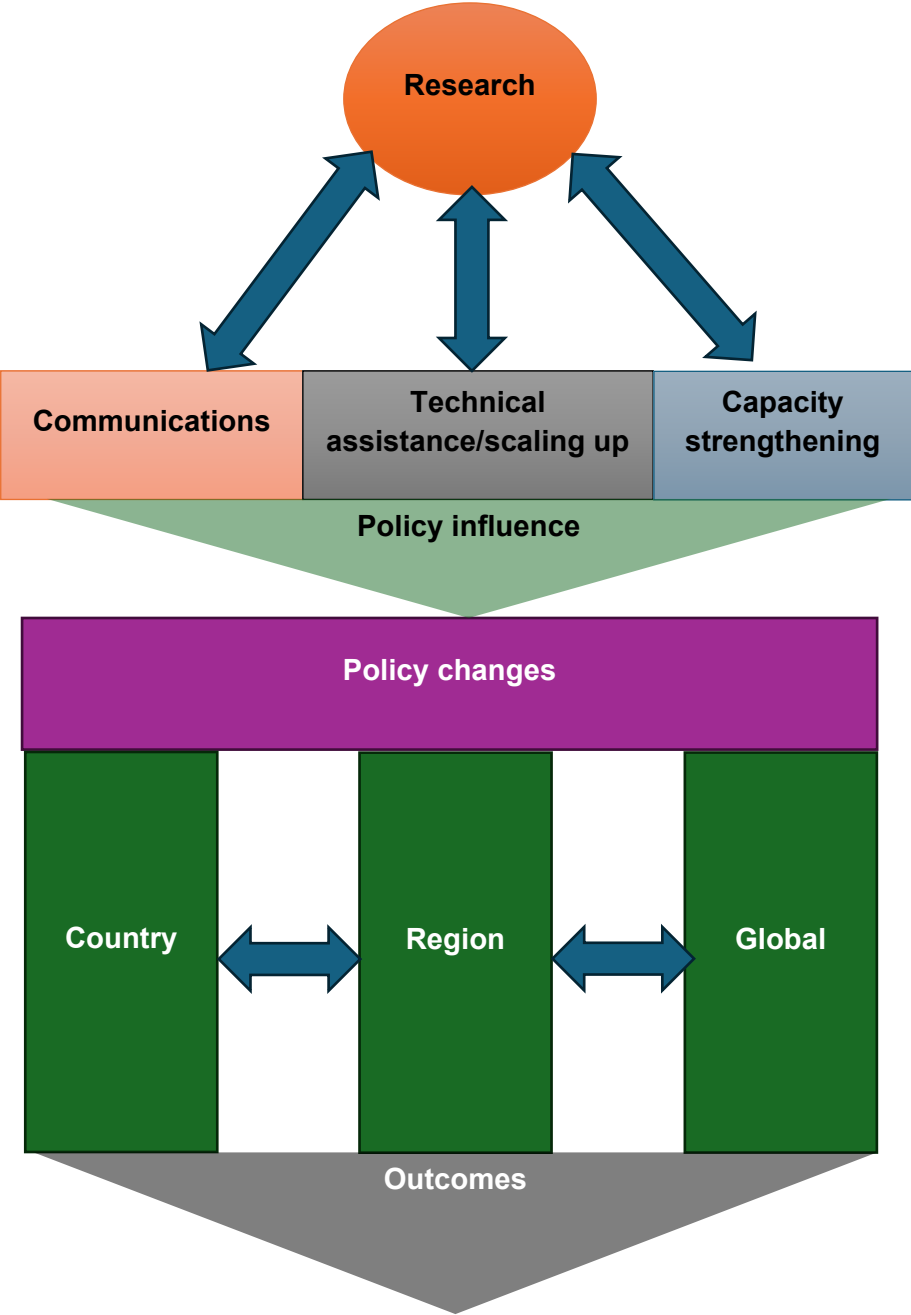 Research
Communications
Technical
assistance/scaling up
Capacity
strengthening
Policy influence
Policy changes
Country
Region
Global
Outcomes